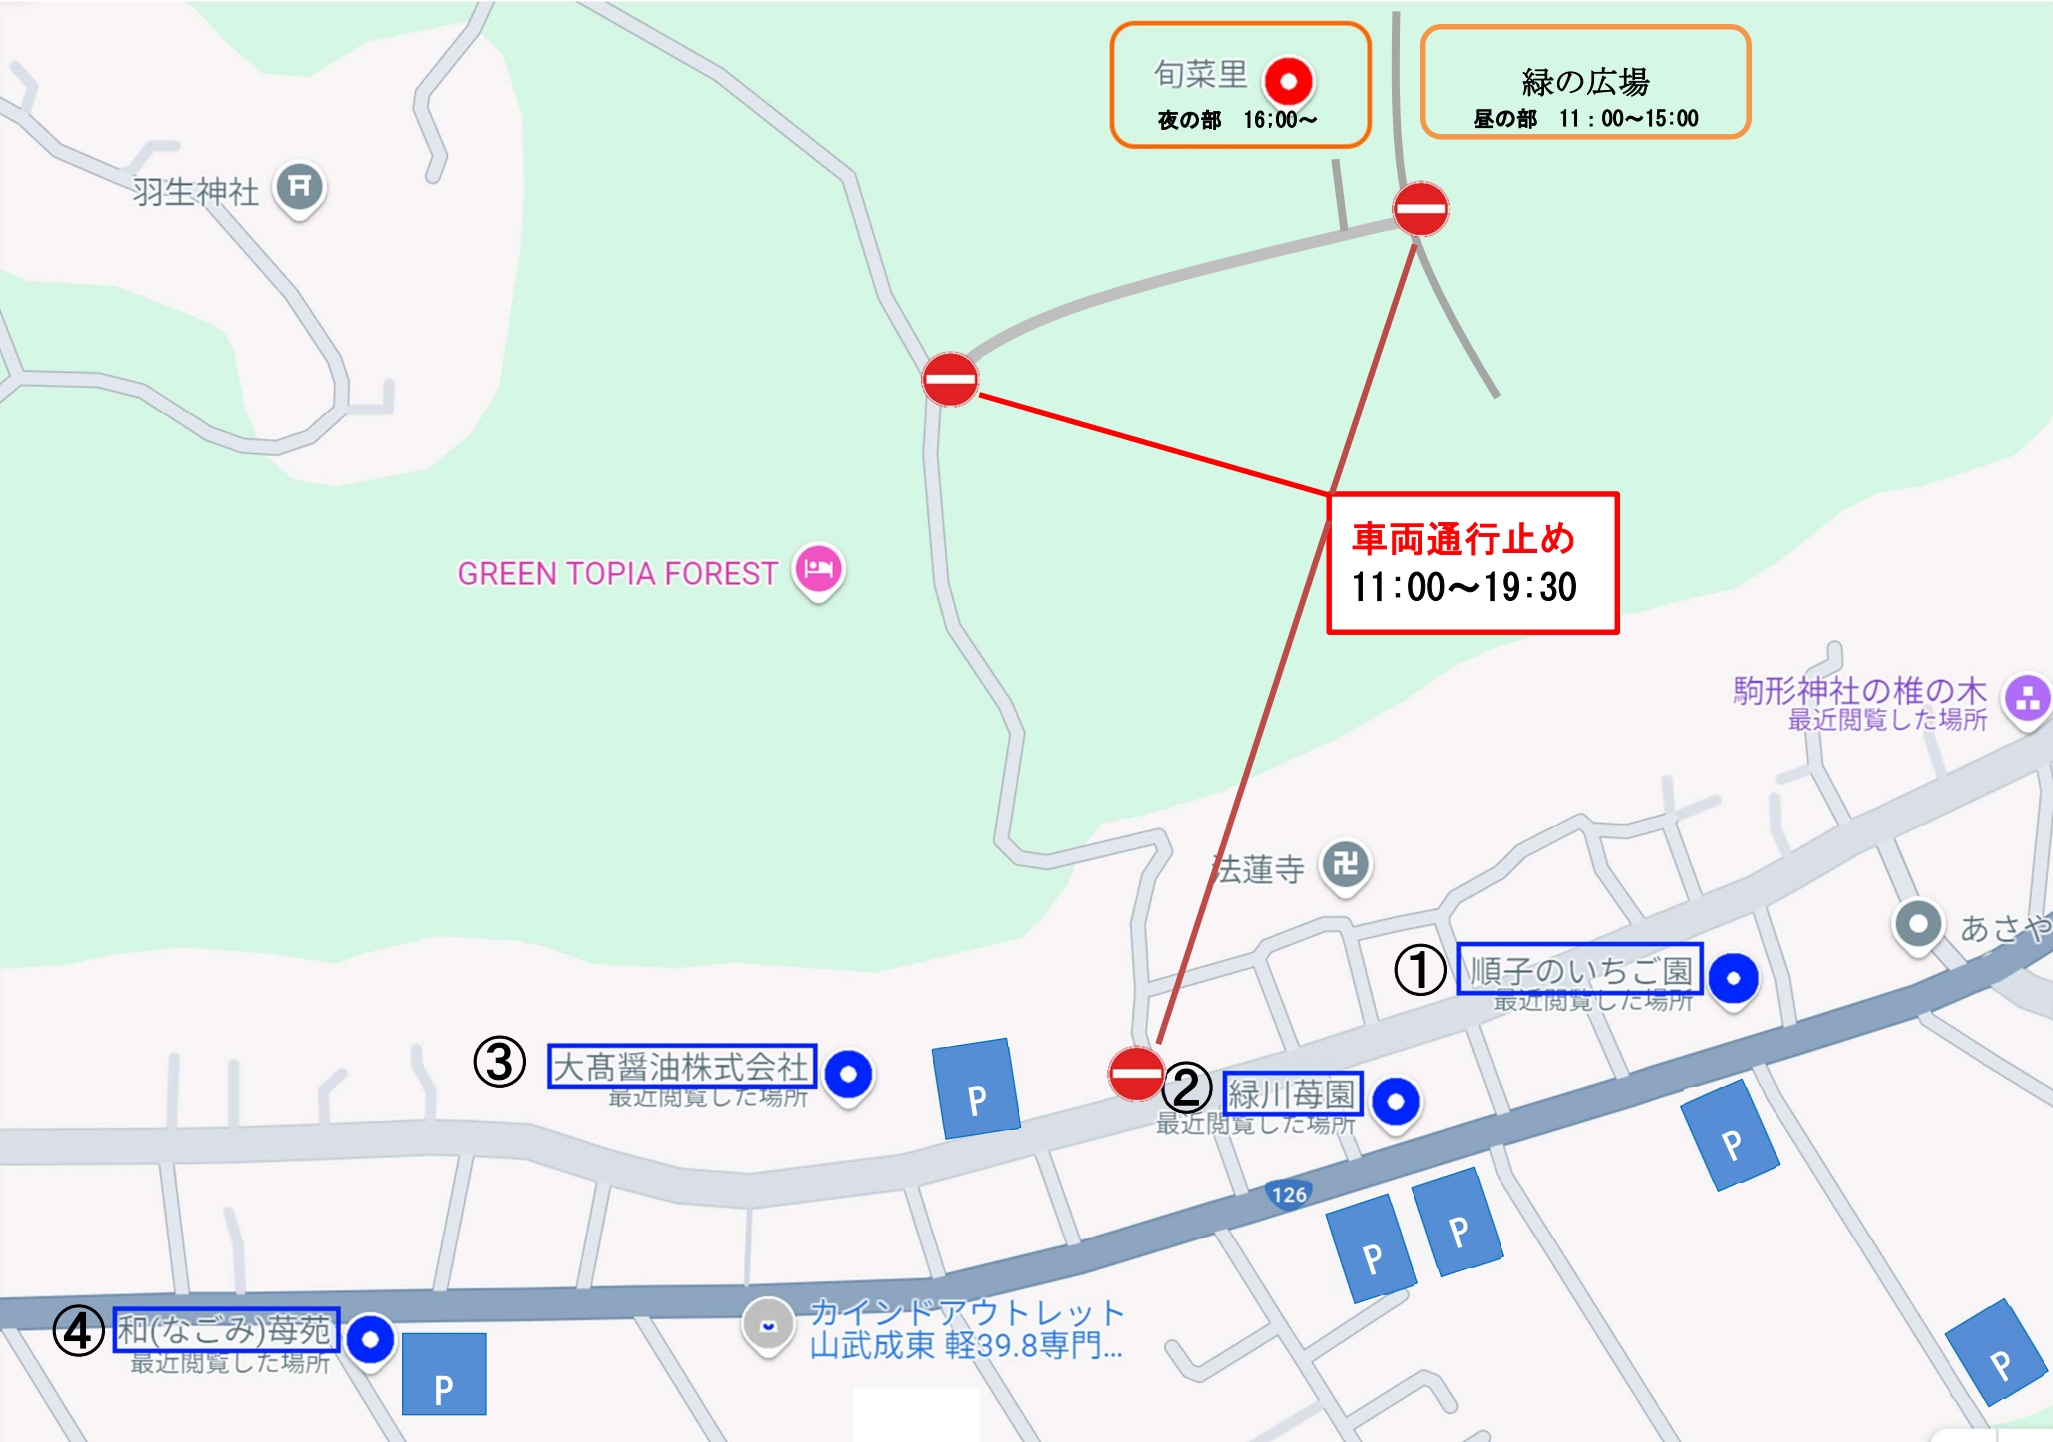 旬菜里
夜の部　16;00～
緑の広場
昼の部　11：00～15:00
羽生神社
GREEN TOPIA FOREST
車両通行止め
11:00～19:30
駒形神社の椎の木
最近閲覧した場所
法蓮寺
あさや
① 順子のいちご園
最近閲覧した場所
③ 大髙醤油株式会社
最近閲覧した場所
P
② 緑川苺園
最近閲覧した場所
P
126
P
P
④ 和(なごみ)苺苑
最近閲覧した場所
P
カインドアウトレット
山武成東 軽39.8専門...
P